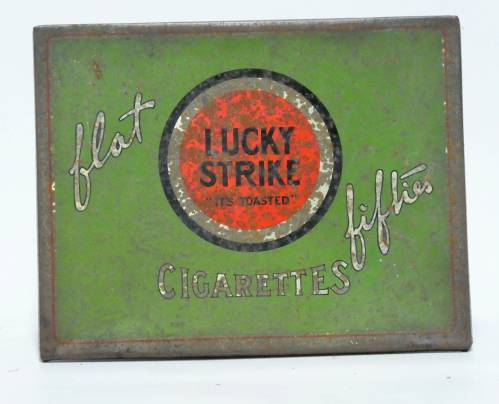 flat
LUCKY
STRIKE
"IT'S TOASTED"
fifties
CIGARETTES